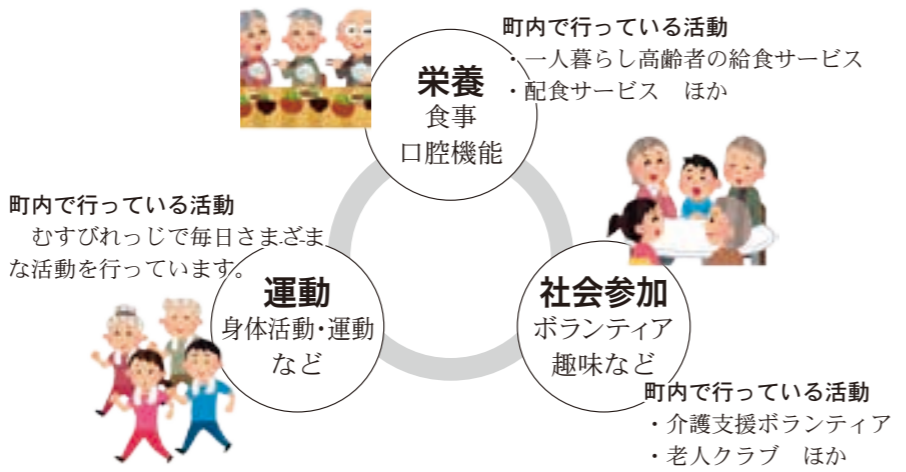 町内で行っている活動
・一人暮らし高齢者の給食サービス
・配食サービス　ほか
栄養
食事
口腔機能
町内で行っている活動
　むすびれっじで毎日さまざま
な活動を行っています。
運動
身体活動・運動
など
社会参加
ボランティア
趣味など
町内で行っている活動
・介護支援ボランティア
・老人クラブ　ほか